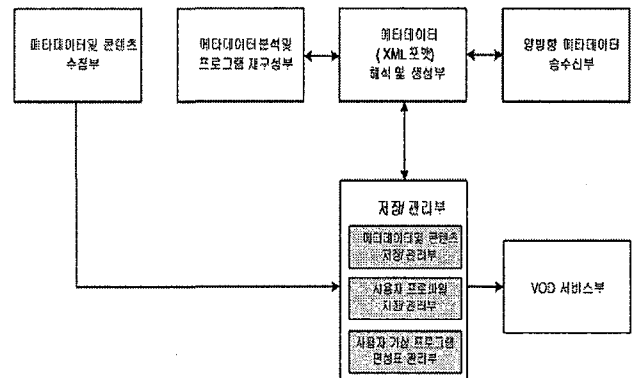 메타데이터및 콘텐츠
수집부
메타데이터분석및
프로그램 재구성부
메타데이터
(XML포맷)
해석 및 생성부
양방향 메타데이터
송수신부
저장/관리부
메타데이터및 콘텐츠
저장/관리부
사용자 프로파일
저장/관리부
사용자 가상 프로그램
편성표 관리부
VOD 서비스부